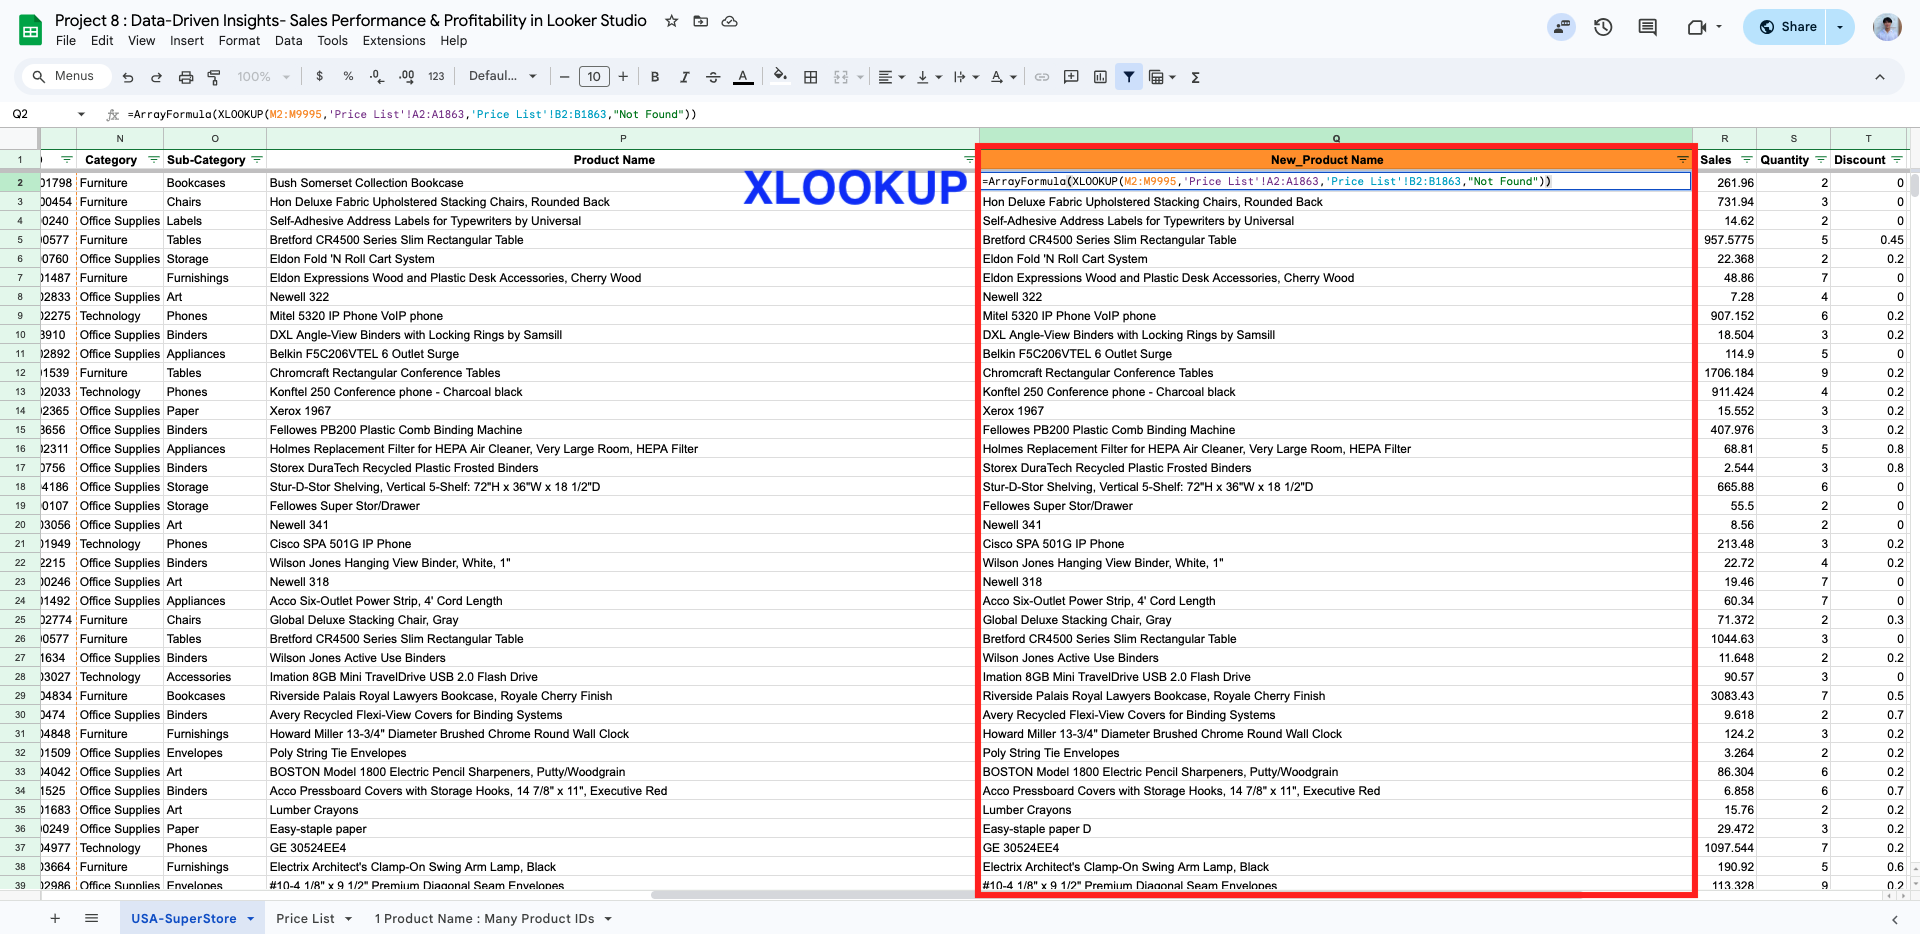 Project 8 : Data-Driven Insights- Sales Performance & Profitability in Looker Studio
File Edit View Insert Format Data Tools Extensions Help
Share
Menus 100% $ % .0 .00 123 Defaul... 10 B I S A Σ
Q2 fx =ArrayFormula(XLOOKUP(M2:M9995,'Price List'!A2:A1863,'Price List'!B2:B1863,"Not Found"))
N O P Q R S T
1 Category Sub-Category Product Name New_Product Name Sales Quantity Discount
XLOOKUP
2 01798 Furniture Bookcases Bush Somerset Collection Bookcase =ArrayFormula(XLOOKUP(M2:M9995,'Price List'!A2:A1863,'Price List'!B2:B1863,"Not Found")) 261.96 2 0
3 00454 Furniture Chairs Hon Deluxe Fabric Upholstered Stacking Chairs, Rounded Back Hon Deluxe Fabric Upholstered Stacking Chairs, Rounded Back 731.94 3 0
4 00240 Office Supplies Labels Self-Adhesive Address Labels for Typewriters by Universal Self-Adhesive Address Labels for Typewriters by Universal 14.62 2 0
5 00577 Furniture Tables Bretford CR4500 Series Slim Rectangular Table Bretford CR4500 Series Slim Rectangular Table 957.5775 5 0.45
6 00760 Office Supplies Storage Eldon Fold 'N Roll Cart System Eldon Fold 'N Roll Cart System 22.368 2 0.2
7 01487 Furniture Furnishings Eldon Expressions Wood and Plastic Desk Accessories, Cherry Wood Eldon Expressions Wood and Plastic Desk Accessories, Cherry Wood 48.86 7 0
8 02833 Office Supplies Art Newell 322 Newell 322 7.28 4 0
9 02275 Technology Phones Mitel 5320 IP Phone VoIP phone Mitel 5320 IP Phone VoIP phone 907.152 6 0.2
10 3910 Office Supplies Binders DXL Angle-View Binders with Locking Rings by Samsill DXL Angle-View Binders with Locking Rings by Samsill 18.504 3 0.2
11 02892 Office Supplies Appliances Belkin F5C206VTEL 6 Outlet Surge Belkin F5C206VTEL 6 Outlet Surge 114.9 5 0
12 01539 Furniture Tables Chromcraft Rectangular Conference Tables Chromcraft Rectangular Conference Tables 1706.184 9 0.2
13 02033 Technology Phones Konftel 250 Conference phone - Charcoal black Konftel 250 Conference phone - Charcoal black 911.424 4 0.2
14 02365 Office Supplies Paper Xerox 1967 Xerox 1967 15.552 3 0.2
15 3656 Office Supplies Binders Fellowes PB200 Plastic Comb Binding Machine Fellowes PB200 Plastic Comb Binding Machine 407.976 3 0.2
16 02311 Office Supplies Appliances Holmes Replacement Filter for HEPA Air Cleaner, Very Large Room, HEPA Filter Holmes Replacement Filter for HEPA Air Cleaner, Very Large Room, HEPA Filter 68.81 5 0.8
17 0756 Office Supplies Binders Storex DuraTech Recycled Plastic Frosted Binders Storex DuraTech Recycled Plastic Frosted Binders 2.544 3 0.8
18 4186 Office Supplies Storage Stur-D-Stor Shelving, Vertical 5-Shelf: 72"H x 36"W x 18 1/2"D Stur-D-Stor Shelving, Vertical 5-Shelf: 72"H x 36"W x 18 1/2"D 665.88 6 0
19 00107 Office Supplies Storage Fellowes Super Stor/Drawer Fellowes Super Stor/Drawer 55.5 2 0
20 03056 Office Supplies Art Newell 341 Newell 341 8.56 2 0
21 01949 Technology Phones Cisco SPA 501G IP Phone Cisco SPA 501G IP Phone 213.48 3 0.2
22 2215 Office Supplies Binders Wilson Jones Hanging View Binder, White, 1" Wilson Jones Hanging View Binder, White, 1" 22.72 4 0.2
23 00246 Office Supplies Art Newell 318 Newell 318 19.46 7 0
24 01492 Office Supplies Appliances Acco Six-Outlet Power Strip, 4' Cord Length Acco Six-Outlet Power Strip, 4' Cord Length 60.34 7 0
25 02774 Furniture Chairs Global Deluxe Stacking Chair, Gray Global Deluxe Stacking Chair, Gray 71.372 2 0.3
26 00577 Furniture Tables Bretford CR4500 Series Slim Rectangular Table Bretford CR4500 Series Slim Rectangular Table 1044.63 3 0
27 1634 Office Supplies Binders Wilson Jones Active Use Binders Wilson Jones Active Use Binders 11.648 2 0.2
28 03027 Technology Accessories Imation 8GB Mini TravelDrive USB 2.0 Flash Drive Imation 8GB Mini TravelDrive USB 2.0 Flash Drive 90.57 3 0
29 04834 Furniture Bookcases Riverside Palais Royal Lawyers Bookcase, Royale Cherry Finish Riverside Palais Royal Lawyers Bookcase, Royale Cherry Finish 3083.43 7 0.5
30 0474 Office Supplies Binders Avery Recycled Flexi-View Covers for Binding Systems Avery Recycled Flexi-View Covers for Binding Systems 9.618 2 0.7
31 04848 Furniture Furnishings Howard Miller 13-3/4" Diameter Brushed Chrome Round Wall Clock Howard Miller 13-3/4" Diameter Brushed Chrome Round Wall Clock 124.2 3 0.2
32 01509 Office Supplies Envelopes Poly String Tie Envelopes Poly String Tie Envelopes 3.264 2 0.2
33 04042 Office Supplies Art BOSTON Model 1800 Electric Pencil Sharpeners, Putty/Woodgrain BOSTON Model 1800 Electric Pencil Sharpeners, Putty/Woodgrain 86.304 6 0.2
34 1525 Office Supplies Binders Acco Pressboard Covers with Storage Hooks, 14 7/8" x 11", Executive Red Acco Pressboard Covers with Storage Hooks, 14 7/8" x 11", Executive Red 6.858 6 0.7
35 01683 Office Supplies Art Lumber Crayons Lumber Crayons 15.76 2 0.2
36 00249 Office Supplies Paper Easy-staple paper Easy-staple paper D 29.472 3 0.2
37 04977 Technology Phones GE 30524EE4 GE 30524EE4 1097.544 7 0.2
38 03664 Furniture Furnishings Electrix Architect's Clamp-On Swing Arm Lamp, Black Electrix Architect's Clamp-On Swing Arm Lamp, Black 190.92 5 0.6
39 02986 Office Supplies Envelopes #10-4 1/8" x 9 1/2" Premium Diagonal Seam Envelopes #10-4 1/8" x 9 1/2" Premium Diagonal Seam Envelopes 113.328 9 0.2
USA-SuperStore Price List 1 Product Name : Many Product IDs